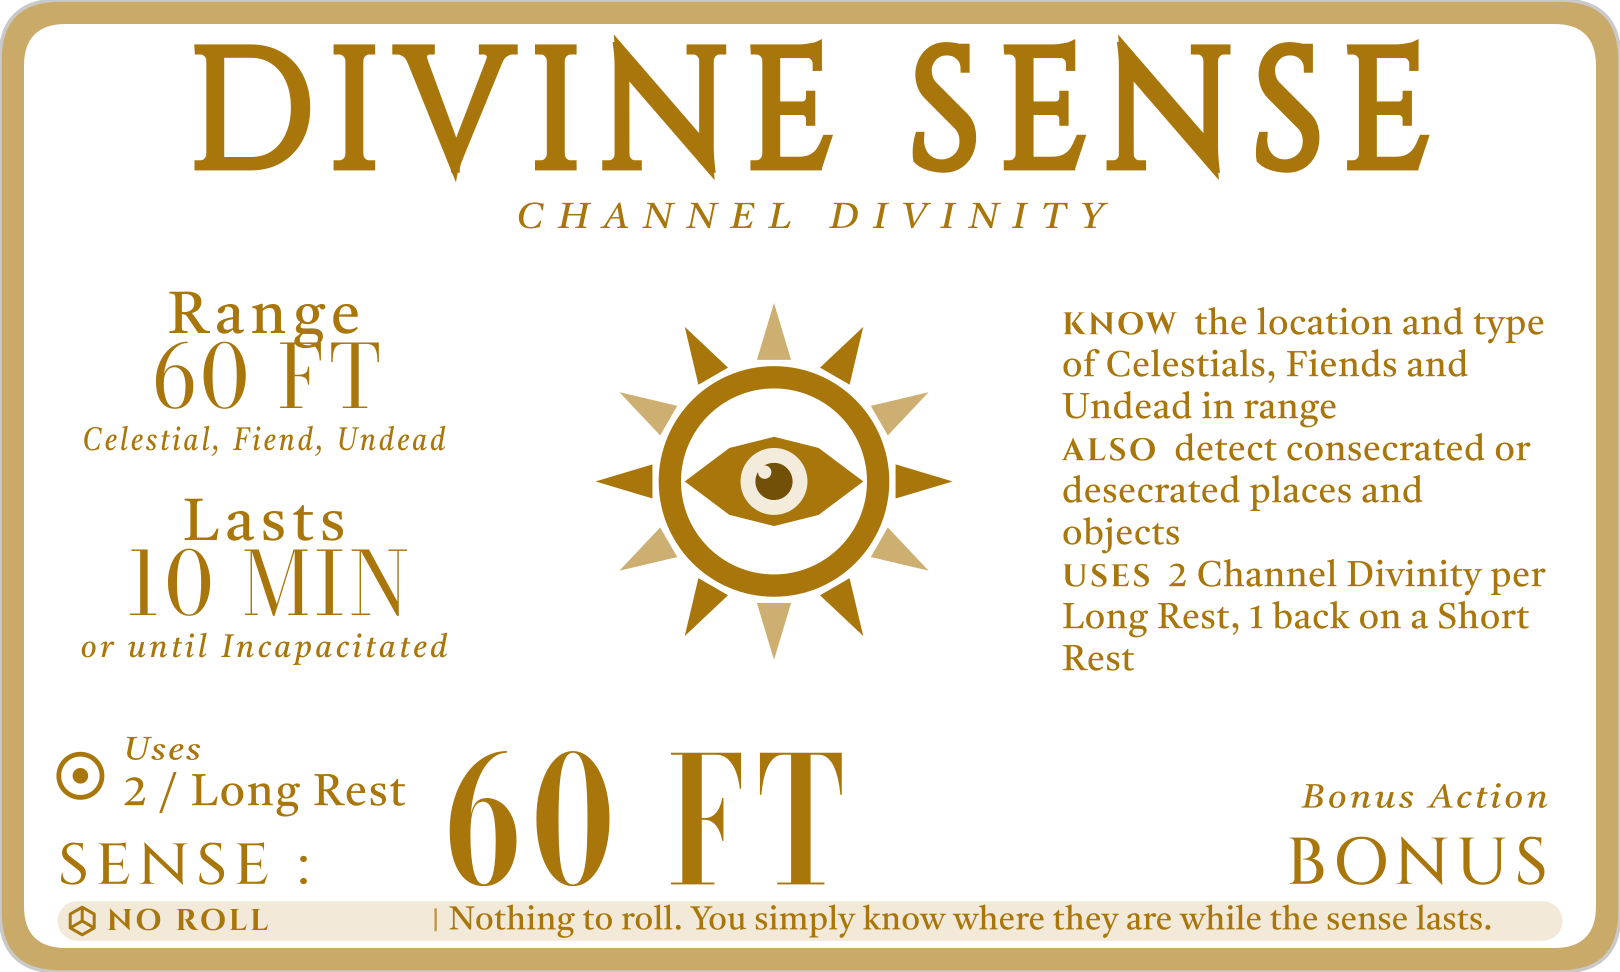 DIVINE SENSE
CHANNEL DIVINITY
Range
60 FT
Celestial, Fiend, Undead
Lasts
10 MIN
or until Incapacitated
KNOW the location and type
of Celestials, Fiends and
Undead in range
ALSO detect consecrated or
desecrated places and
objects
USES 2 Channel Divinity per
Long Rest, 1 back on a Short
Rest
Uses
2 / Long Rest
SENSE :
60 FT
Bonus Action
BONUS
NO ROLL | Nothing to roll. You simply know where they are while the sense lasts.